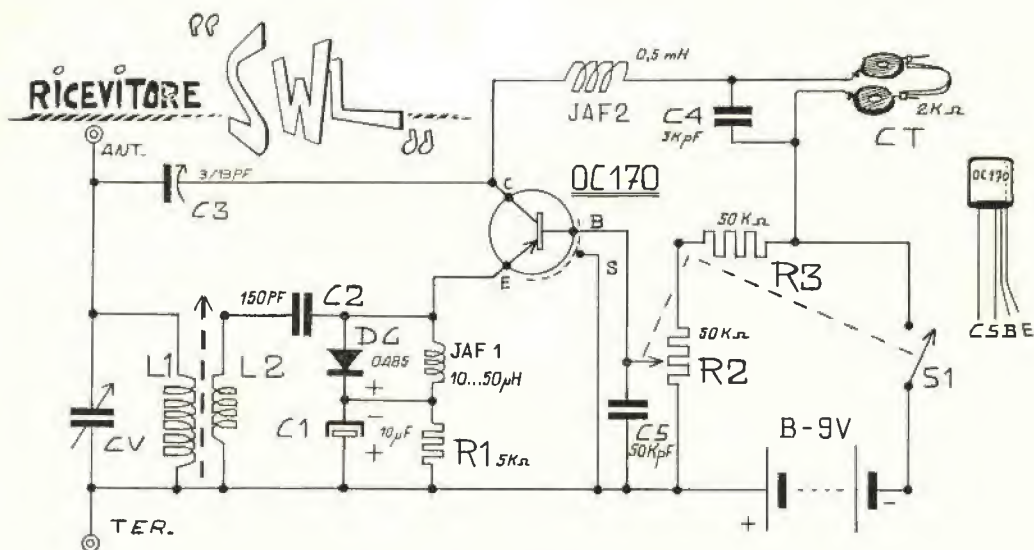 RICEVITORE "SWL"
ANT.
3/13PF
C3
0,5 mH
JAF2
C4
3KpF
2KΩ
CT
OC170
C
B
S
E
OC170
CSBE
50KΩ
R3
150PF
C2
DG
OA85
+
-
JAF1
10...50µH
L1
L2
CV
C1
10µF
+
R1 5KΩ
C5
50KpF
50KΩ
R2
S1
B-9V
+
-
TER.